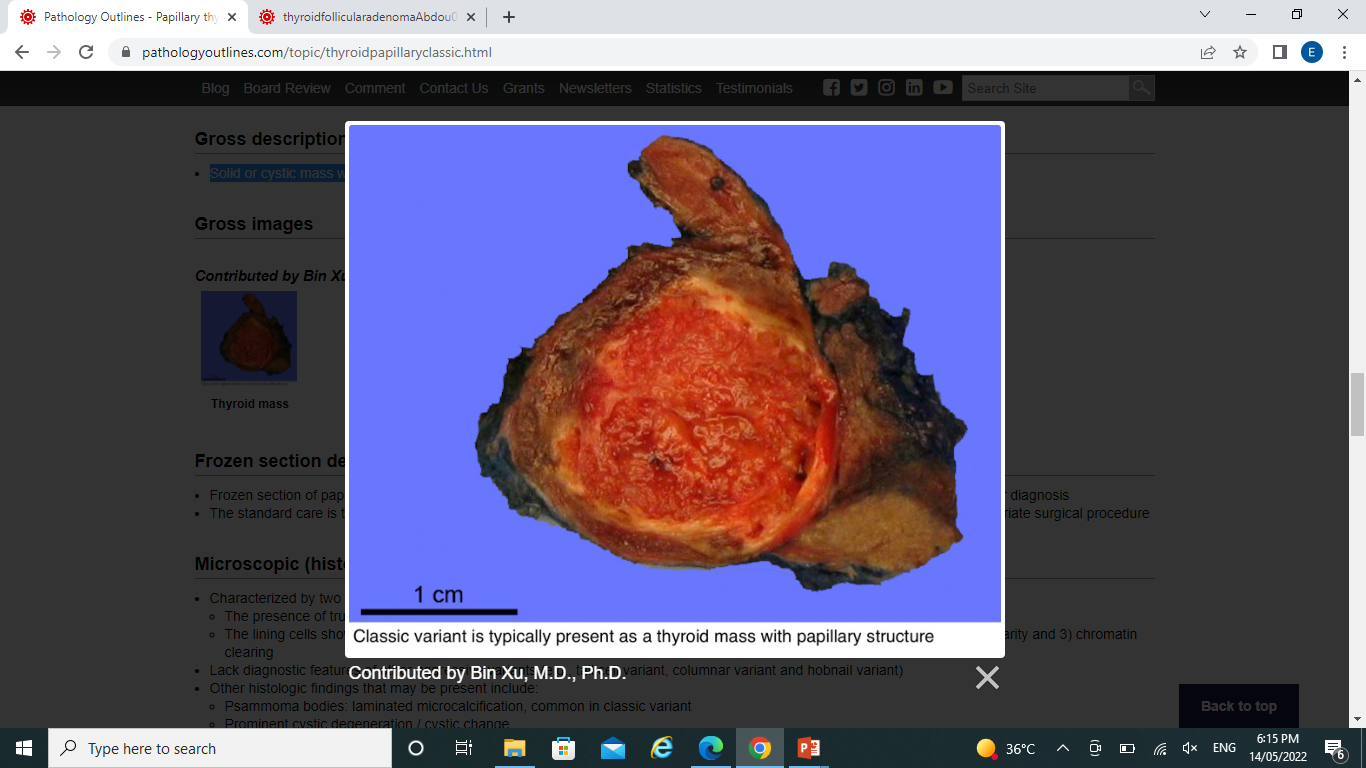 Pathology Outlines - Papillary thy
thyroidfollicularadenomaAbdou0
pathologyoutlines.com/topic/thyroidpapillaryclassic.html
E
Blog Board Review Comment Contact Us Grants Newsletters Statistics Testimonials
Search Site
Gross description
Solid or cystic mass w
Gross images
Contributed by Bin Xu
Thyroid mass
1 cm
Classic variant is typically present as a thyroid mass with papillary structure
Contributed by Bin Xu, M.D., Ph.D.
Frozen section de
Frozen section of pap
diagnosis
The standard care is t
riate surgical procedure
Microscopic (hist
Characterized by two
The presence of tru
The lining cells sho
arity and 3) chromatin
clearing
Lack diagnostic features of
variant, columnar variant and hobnail variant)
Other histologic findings that may be present include:
Psammoma bodies: laminated microcalcification, common in classic variant
Prominent cystic degeneration / cystic change
Back to top
Type here to search
36°C
ENG
6:15 PM
14/05/2022
6